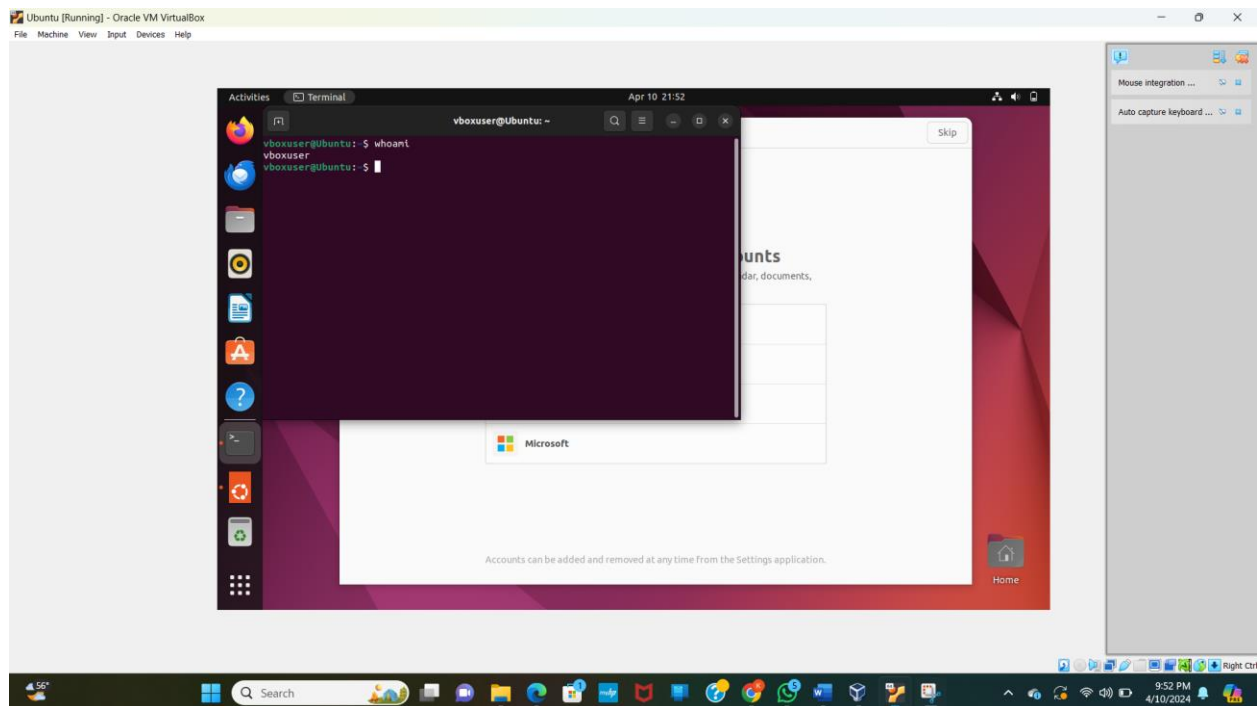 Ubuntu [Running] - Oracle VM VirtualBox
File Machine View Input Devices Help
Mouse integration ...
Auto capture keyboard ...
Activities Terminal Apr 10 21:52
vboxuser@Ubuntu: ~
vboxuser@Ubuntu:~$ whoami
vboxuser
vboxuser@Ubuntu:~$
Skip
unts
dar, documents,
Microsoft
Accounts can be added and removed at any time from the Settings application.
Home
Right Ctrl
56°
Search
9:52 PM
4/10/2024